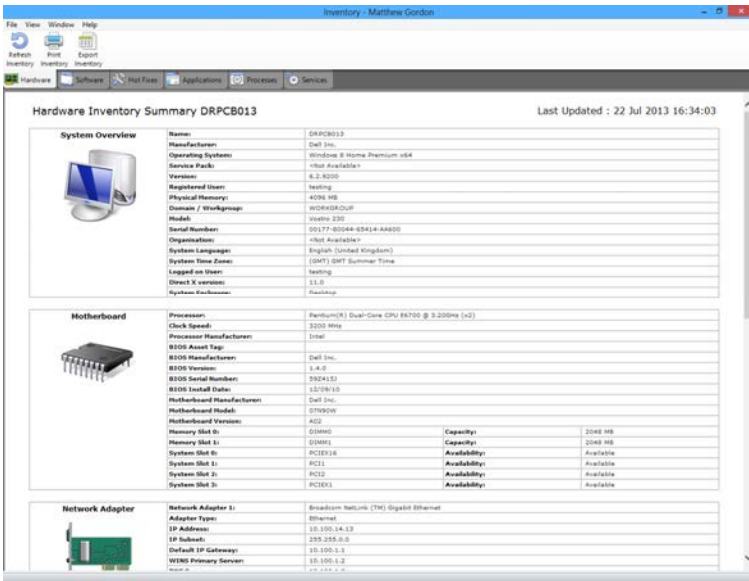 Inventory - Matthew Gordon
File View Window Help
Refresh Inventory Print Inventory Export Inventory
Hardware Software Hot Fixes Applications Processes Services
Hardware Inventory Summary DRPCB013 Last Updated : 22 Jul 2013 16:34:03
System Overview
Name: DRPCB013
Manufacturer: Dell Inc.
Operating System: Windows 8 Home Premium x64
Service Pack: <Not Available>
Version: 6.2.9200
Registered User: testing
Physical Memory: 4096 MB
Domain / Workgroup: WORKGROUP
Model: Vostro 230
Serial Number: 00177-80044-65414-AA600
Organisation: <Not Available>
System Language: English (United Kingdom)
System Time Zone: (GMT) GMT Summer Time
Logged on User: testing
Direct X version: 11.0
System Enclosure: Desktop
Motherboard
Processor: Pentium(R) Dual-Core CPU E6700 @ 3.20GHz (x2)
Clock Speed: 3200 MHz
Processor Manufacturer: Intel
BIOS Asset Tag:
BIOS Manufacturer: Dell Inc.
BIOS Version: 1.4.0
BIOS Serial Number: 59Z415J
BIOS Install Date: 12/09/10
Motherboard Manufacturer: Dell Inc.
Motherboard Model: 07N90W
Motherboard Version: A02
Memory Slot 0: DIMM0 Capacity: 2048 MB
Memory Slot 1: DIMM1 Capacity: 2048 MB
System Slot 0: PCIEX16 Availability: Available
System Slot 1: PCI1 Availability: Available
System Slot 2: PCI2 Availability: Available
System Slot 3: PCIEX1 Availability: Available
Network Adapter
Network Adapter 1: Broadcom NetLink (TM) Gigabit Ethernet
Adapter Type: Ethernet
IP Address: 10.100.14.13
IP Subnet: 255.255.0.0
Default IP Gateway: 10.100.1.1
WINS Primary Server: 10.100.1.2